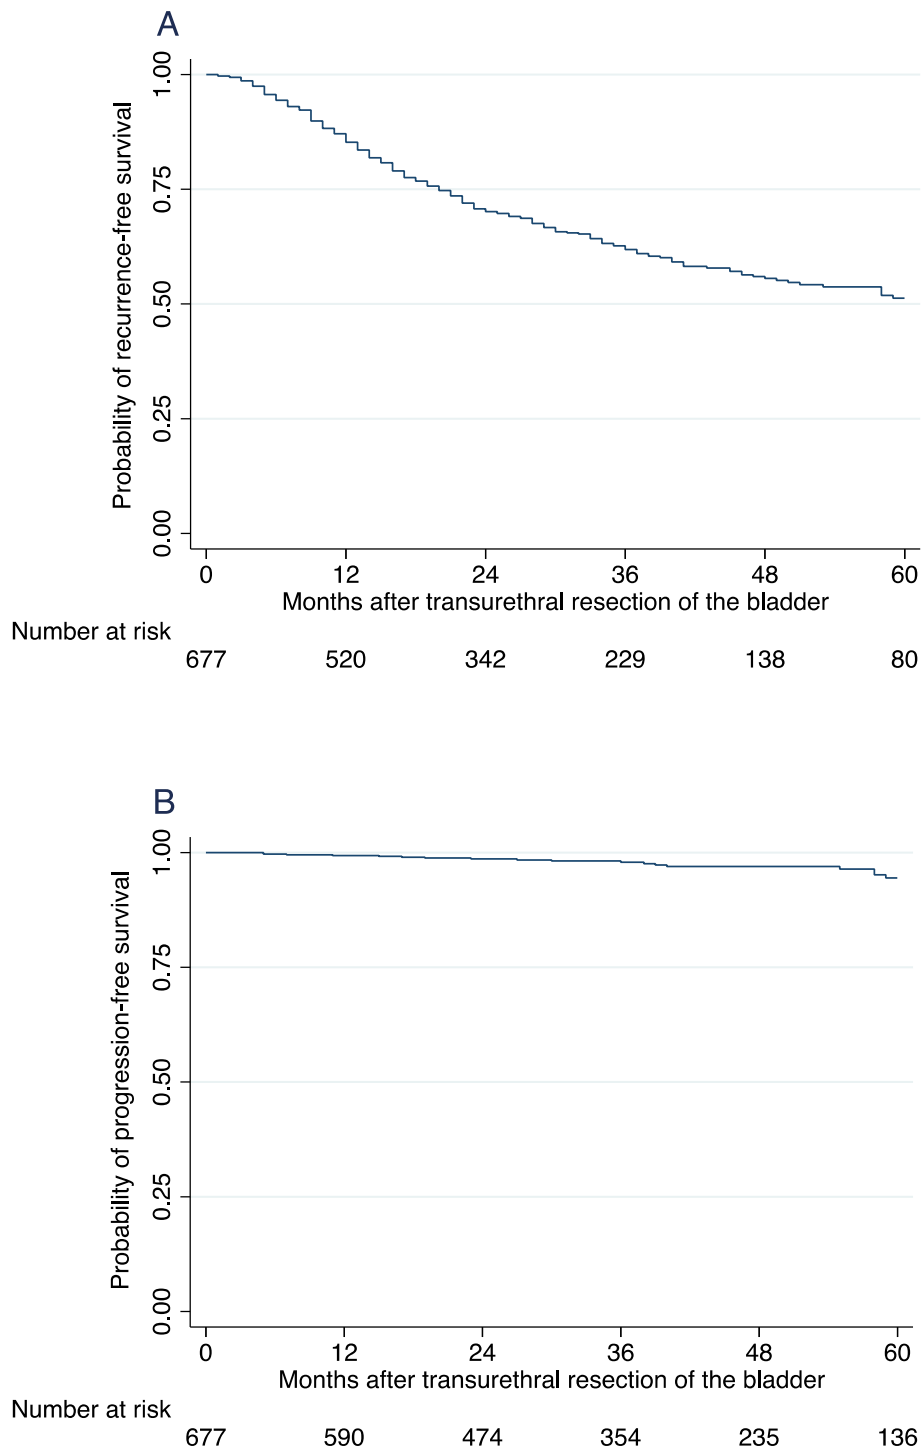 A
Probability of recurrence-free survival
1.00
0.75
0.50
0.25
0.00
0 12 24 36 48 60
Months after transurethral resection of the bladder
Number at risk
677 520 342 229 138 80
B
Probability of progression-free survival
1.00
0.75
0.50
0.25
0.00
0 12 24 36 48 60
Months after transurethral resection of the bladder
Number at risk
677 590 474 354 235 136